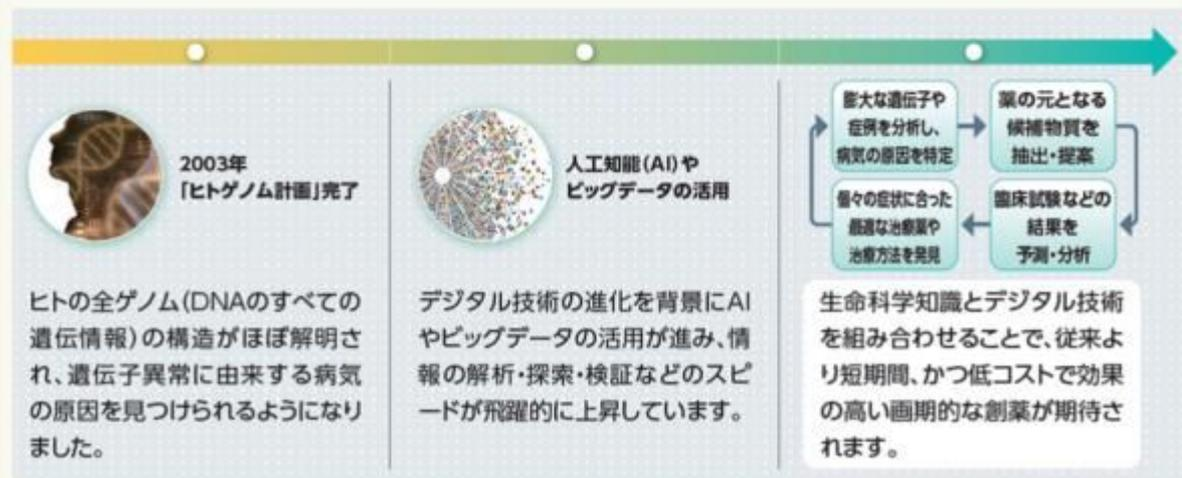 2003年
「ヒトゲノム計画」完了
ヒトの全ゲノム(DNAのすべての
遺伝情報)の構造がほぼ解明さ
れ、遺伝子異常に由来する病気
の原因を見つけられるようになり
ました。
人工知能(AI)や
ビッグデータの活用
デジタル技術の進化を背景にAI
やビッグデータの活用が進み、情
報の解析・探索・検証などのスピ
ードが飛躍的に上昇しています。
膨大な遺伝子や
症例を分析し、
病気の原因を特定
薬の元となる
候補物質を
抽出・提案
臨床試験などの
結果を
予測・分析
個々の症状に合った
最適な治療薬や
治療方法を発見
生命科学知識とデジタル技術
を組み合わせることで、従来よ
り短期間、かつ低コストで効果
の高い画期的な創薬が期待さ
れます。